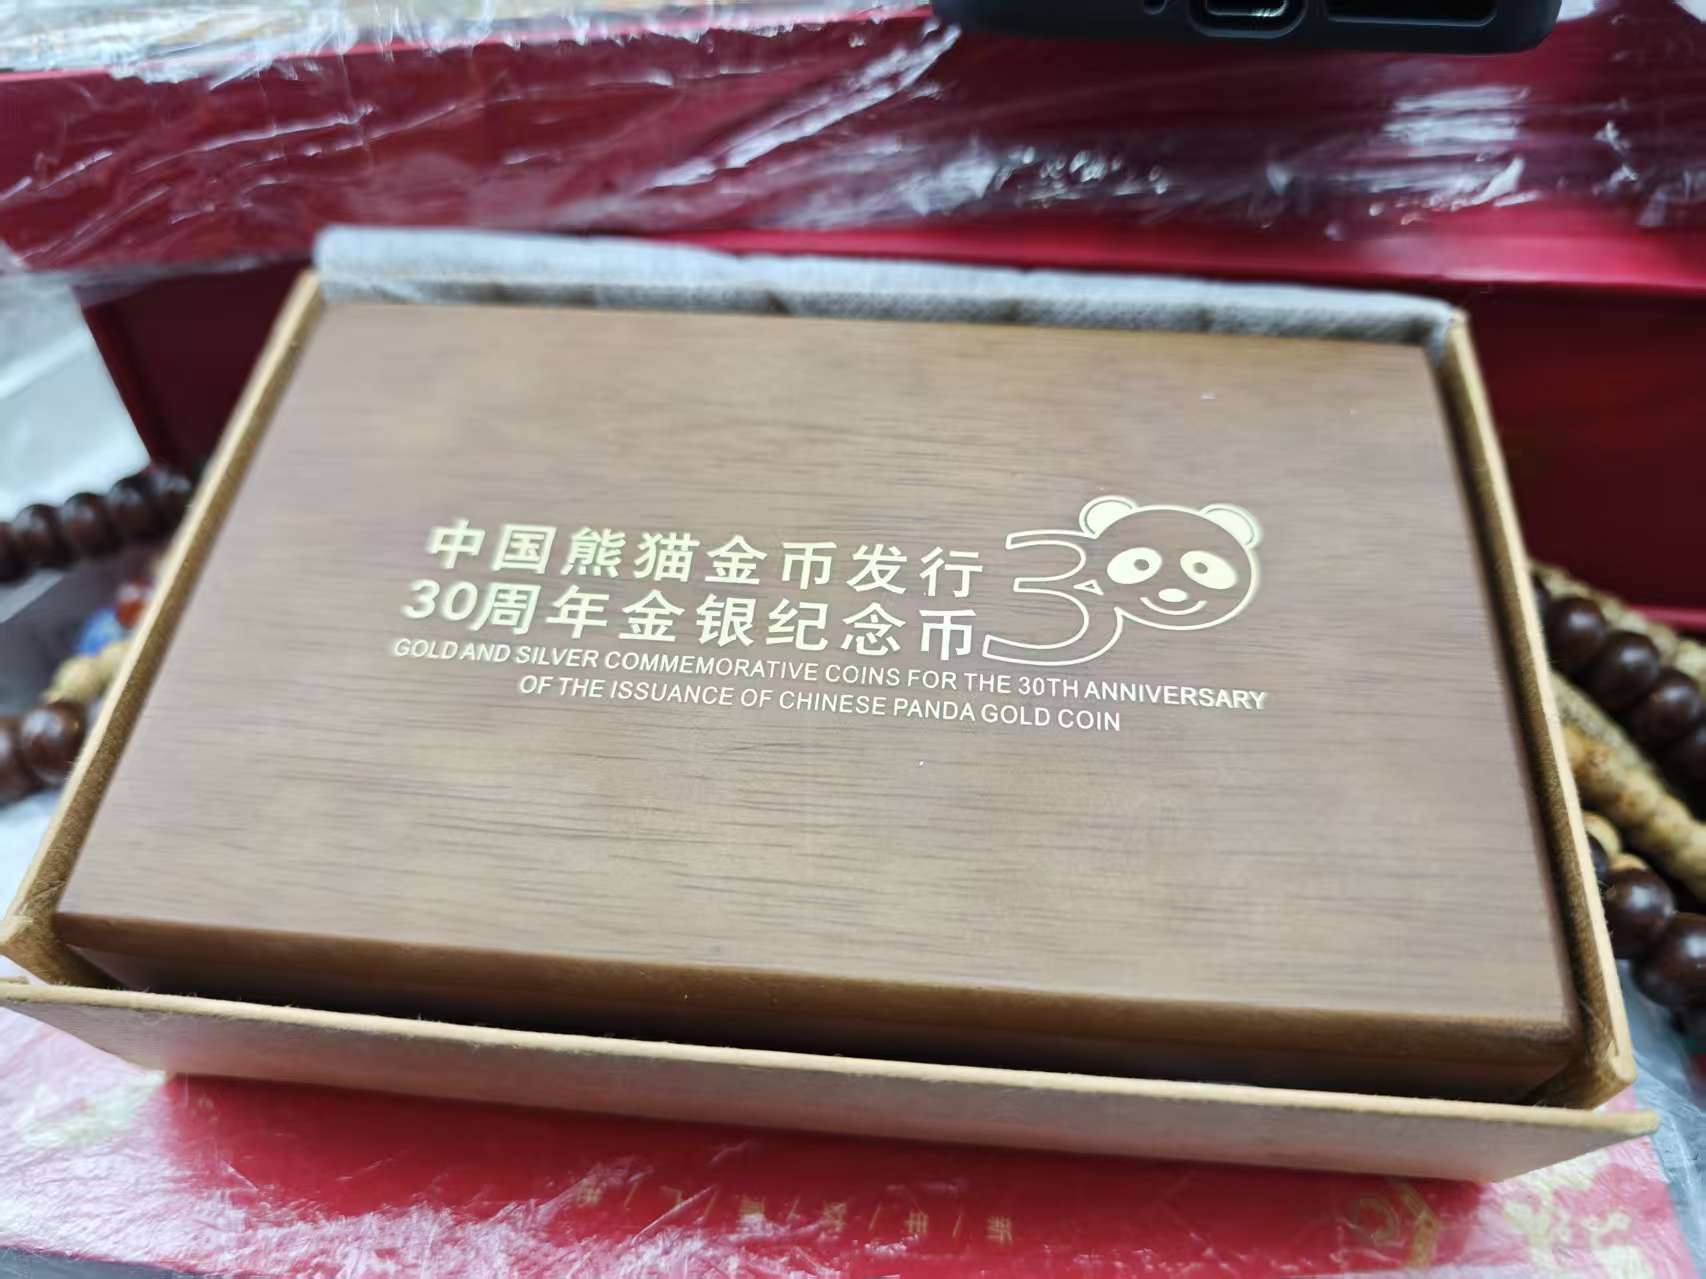 中国熊猫金币发行
30周年金银纪念币
30
GOLD AND SILVER COMMEMORATIVE COINS FOR THE 30TH ANNIVERSARY
OF THE ISSUANCE OF CHINESE PANDA GOLD COIN